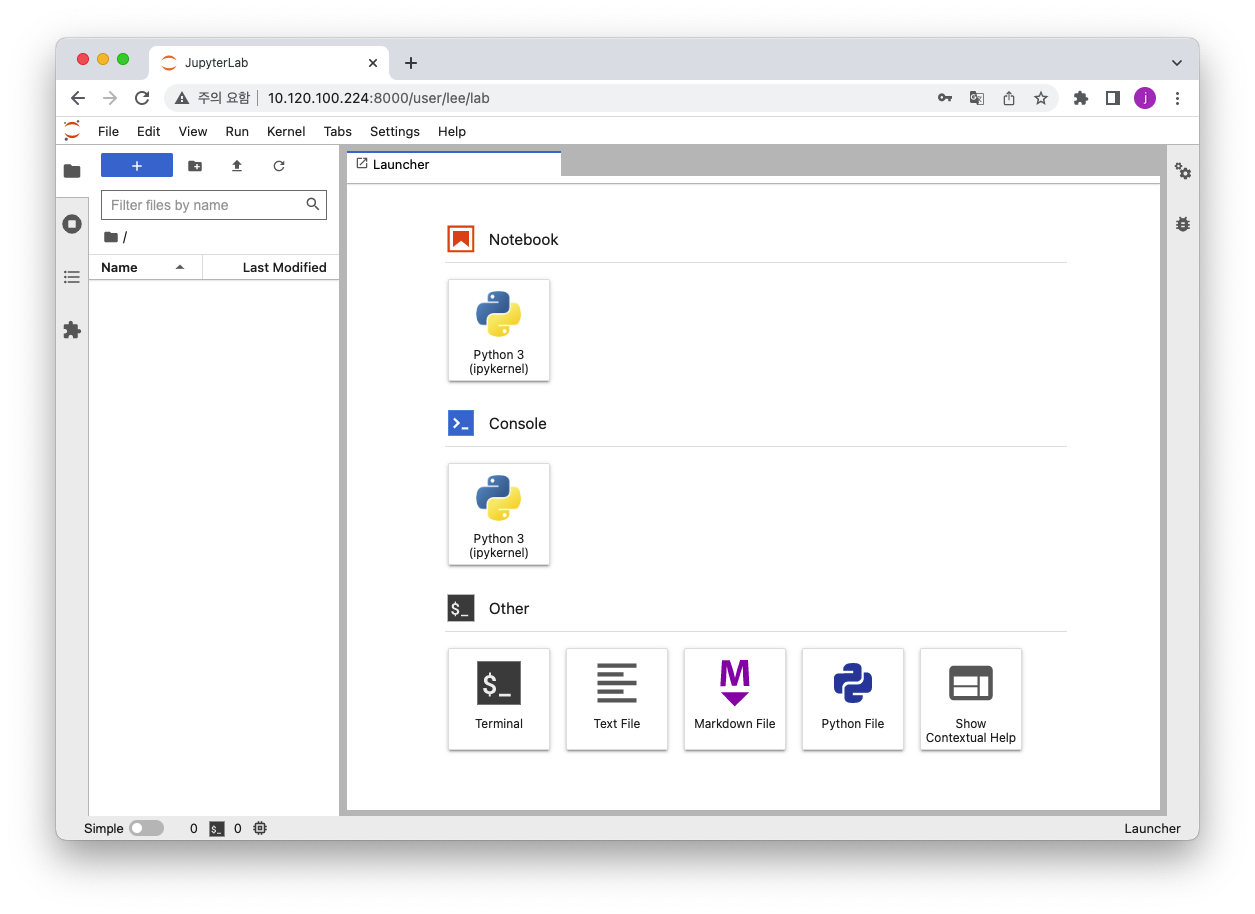 JupyterLab
주의 요함 10.120.100.224:8000/user/lee/lab
j
File Edit View Run Kernel Tabs Settings Help
Launcher
Filter files by name
/
Name Last Modified
Notebook
Python 3
(ipykernel)
Console
Python 3
(ipykernel)
$_ Other
$_
Terminal
Text File
M
Markdown File
Python File
Show
Contextual Help
Simple 0 $_ 0 Launcher